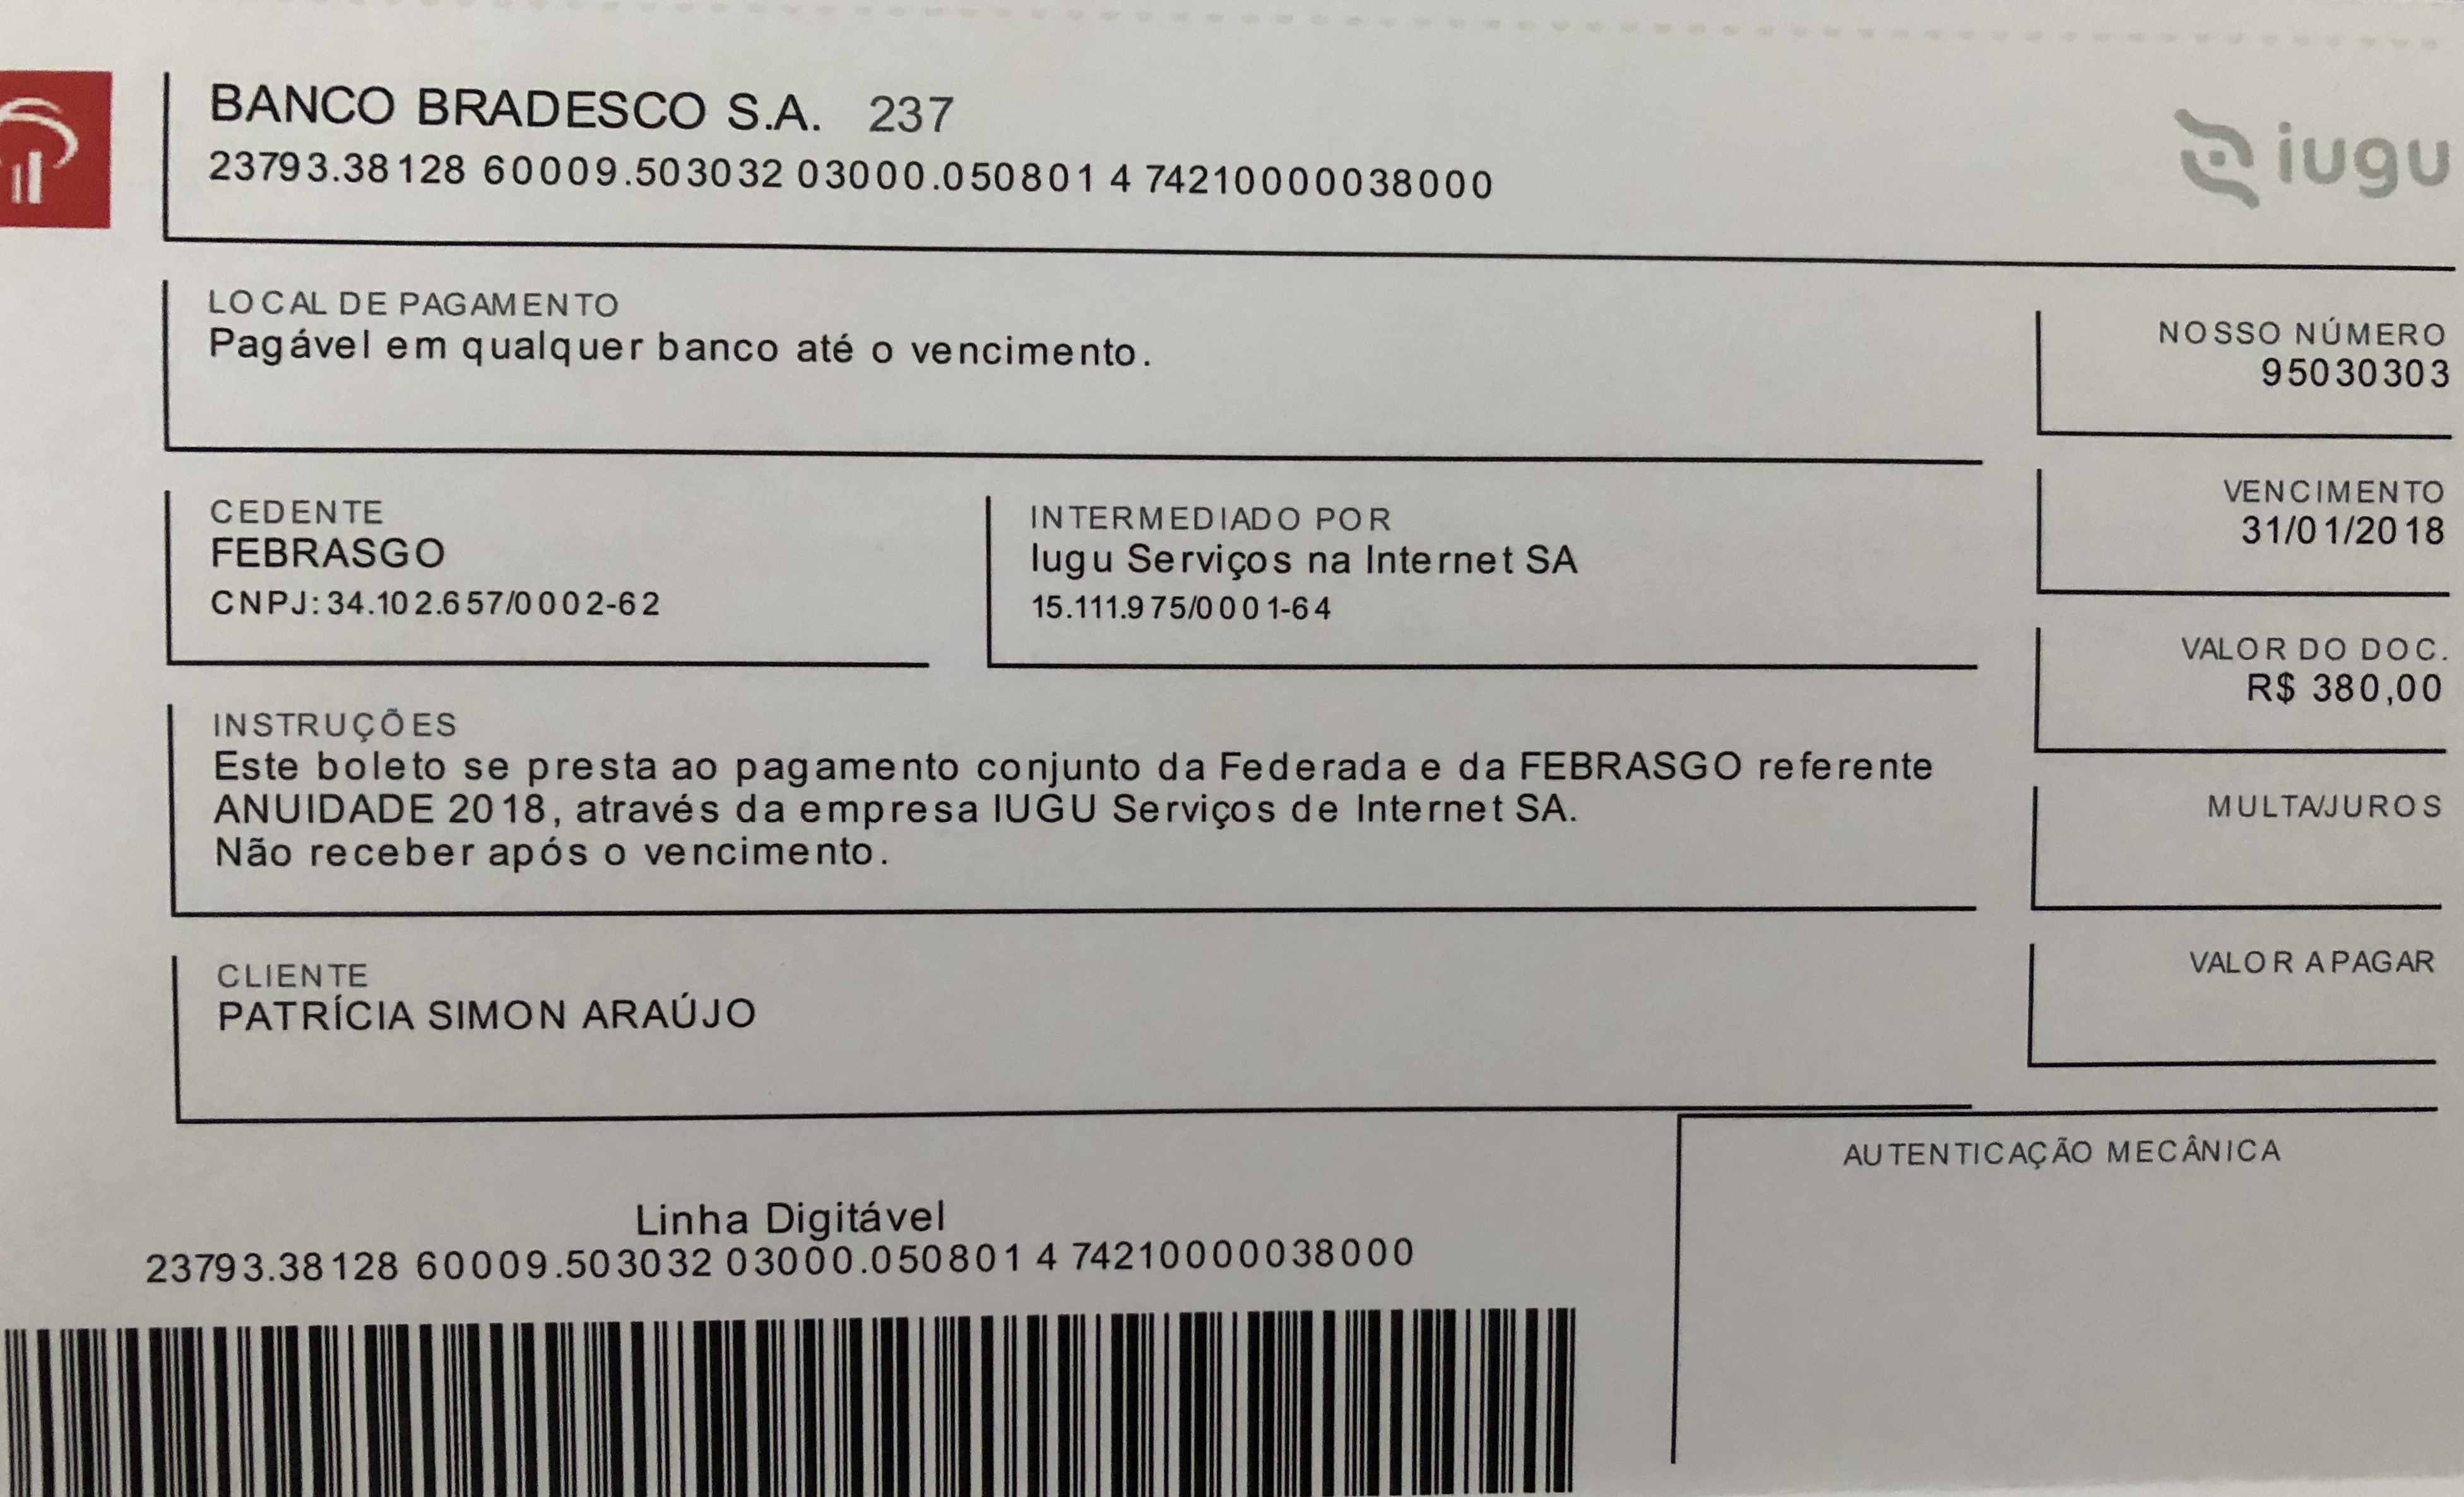 BANCO BRADESCO S.A. 237
23793.38128 60009.503032 03000.050801 4 74210000038000
iugu
LOCAL DE PAGAMENTO
Pagável em qualquer banco até o vencimento.
NOSSO NÚMERO
95030303
CEDENTE
FEBRASGO
CNPJ:34.102.657/0002-62
INTERMEDIADO POR
Iugu Serviços na Internet SA
15.111.975/0001-64
VENCIMENTO
31/01/2018
VALOR DO DOC.
R$ 380,00
INSTRUÇÕES
Este boleto se presta ao pagamento conjunto da Federada e da FEBRASGO referente
ANUIDADE 2018, através da empresa IUGU Serviços de Internet SA.
Não receber após o vencimento.
MULTA/JUROS
VALOR A PAGAR
CLIENTE
PATRÍCIA SIMON ARAÚJO
AUTENTICAÇÃO MECÂNICA
Linha Digitável
23793.38128 60009.503032 03000.050801 4 74210000038000